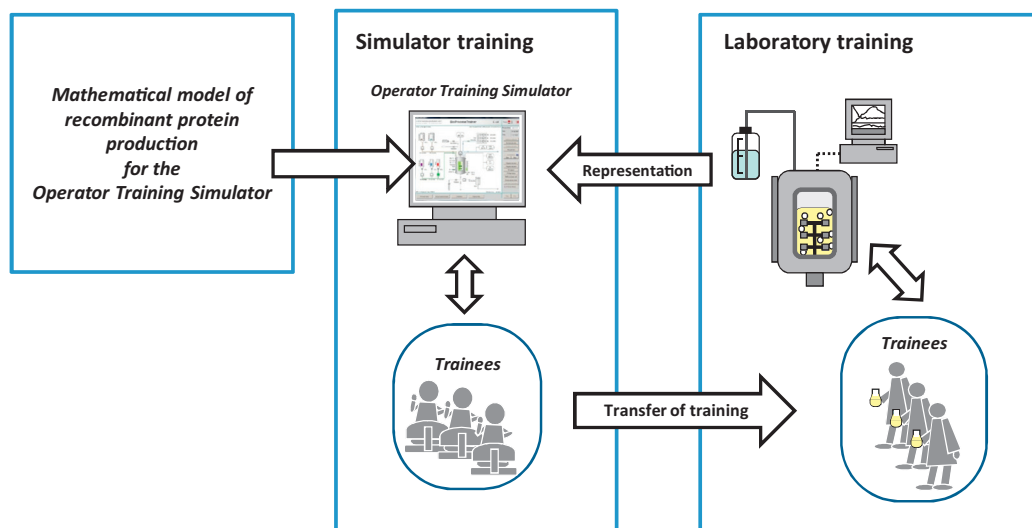 Mathematical model of
recombinant protein
production
for the
Operator Training Simulator
Simulator training
Operator Training Simulator
Laboratory training
Representation
Trainees
Transfer of training
Trainees